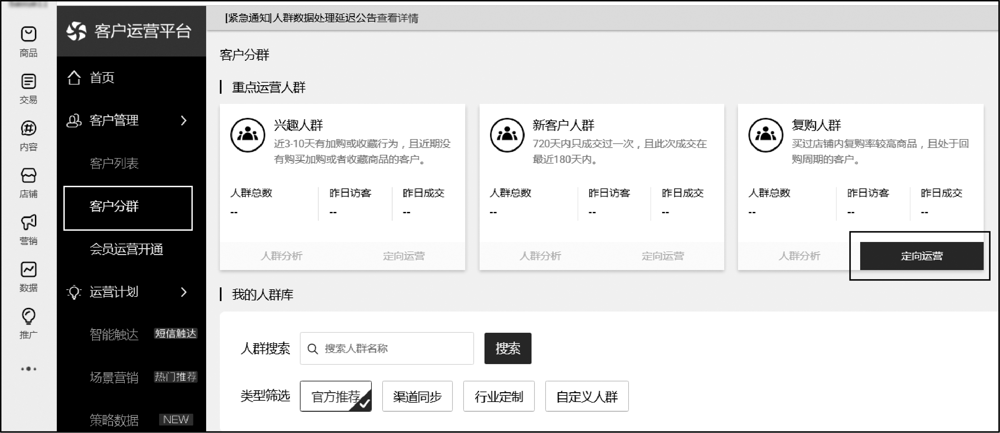 商品
交易
内容
店铺
营销
数据
推广
客户运营平台
首页
客户管理
客户列表
客户分群
会员运营开通
运营计划
智能触达 短信触达
场景营销 热门推荐
策略数据 NEW
[紧急通知]人群数据处理延迟公告查看详情
客户分群
重点运营人群
兴趣人群
近3-10天有加购或收藏行为，且近期没
有购买加购或者收藏商品的客户。
人群总数 昨日访客 昨日成交
-- -- --
人群分析 定向运营
新客户人群
720天内只成交过一次，且此次成交在
最近180天内。
人群总数 昨日访客 昨日成交
-- -- --
人群分析 定向运营
复购人群
买过店铺内复购率较高商品，且处于回
购周期的客户。
人群总数 昨日访客 昨日成交
-- -- --
人群分析 定向运营
我的人群库
人群搜索 搜索人群名称 搜索
类型筛选 官方推荐 渠道同步 行业定制 自定义人群